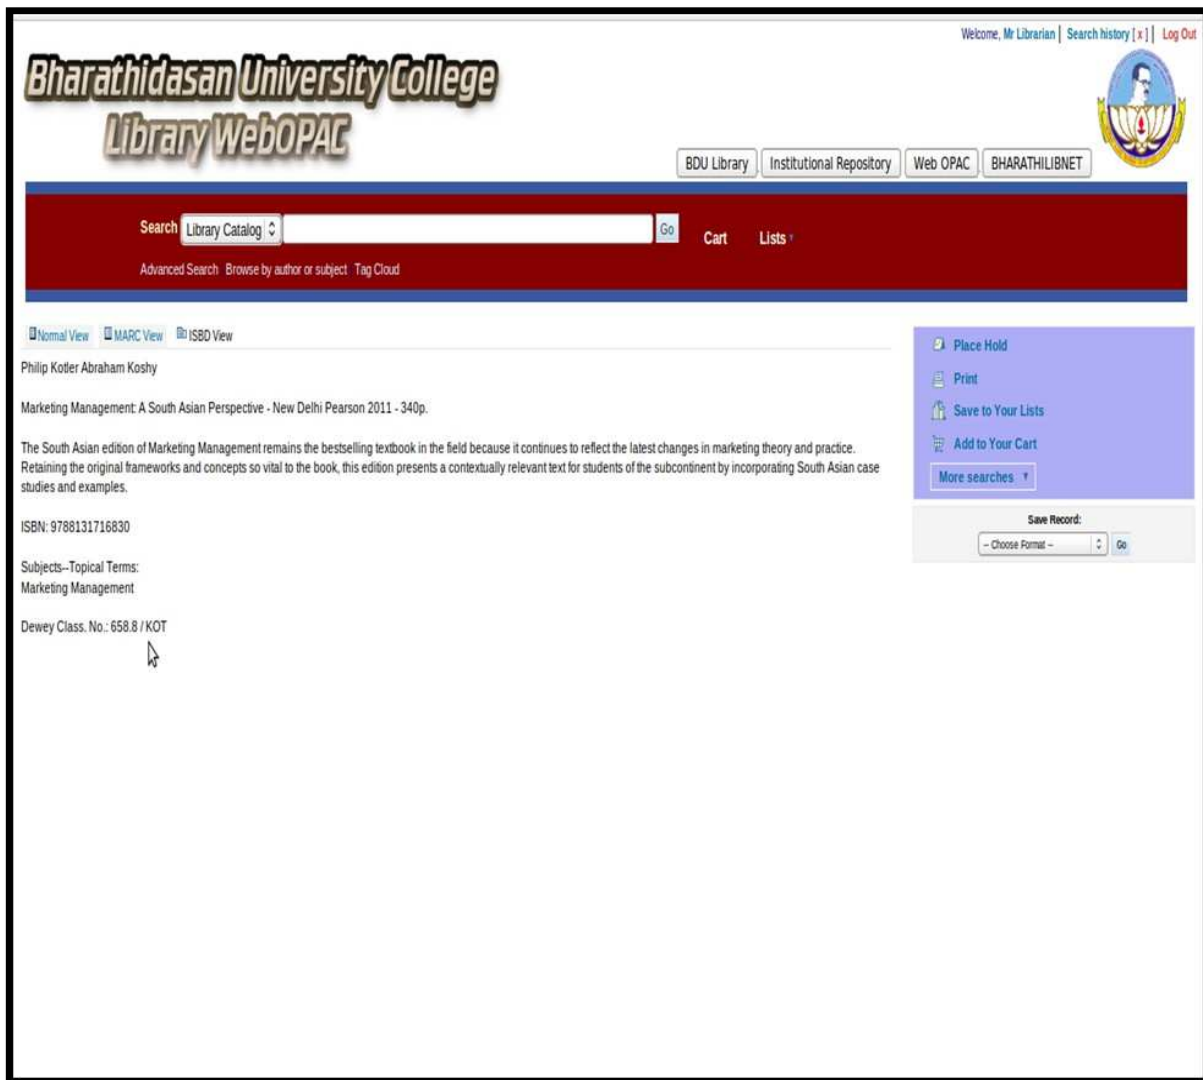 Welcome, Mr Librarian | Search history [ x ] | Log Out
Bharathidasan University College
Library WebOPAC
BDU Library Institutional Repository Web OPAC BHARATHILIBNET
Search Library Catalog Go Cart Lists
Advanced Search Browse by author or subject Tag Cloud
Normal View MARC View ISBD View
Philip Kotler Abraham Koshy
Marketing Management: A South Asian Perspective - New Delhi Pearson 2011 - 340p.
The South Asian edition of Marketing Management remains the bestselling textbook in the field because it continues to reflect the latest changes in marketing theory and practice.
Retaining the original frameworks and concepts so vital to the book, this edition presents a contextually relevant text for students of the subcontinent by incorporating South Asian case
studies and examples.
ISBN: 9788131716830
Subjects--Topical Terms:
Marketing Management
Dewey Class. No.: 658.8 / KOT
Place Hold
Print
Save to Your Lists
Add to Your Cart
More searches
Save Record:
-- Choose Format -- Go